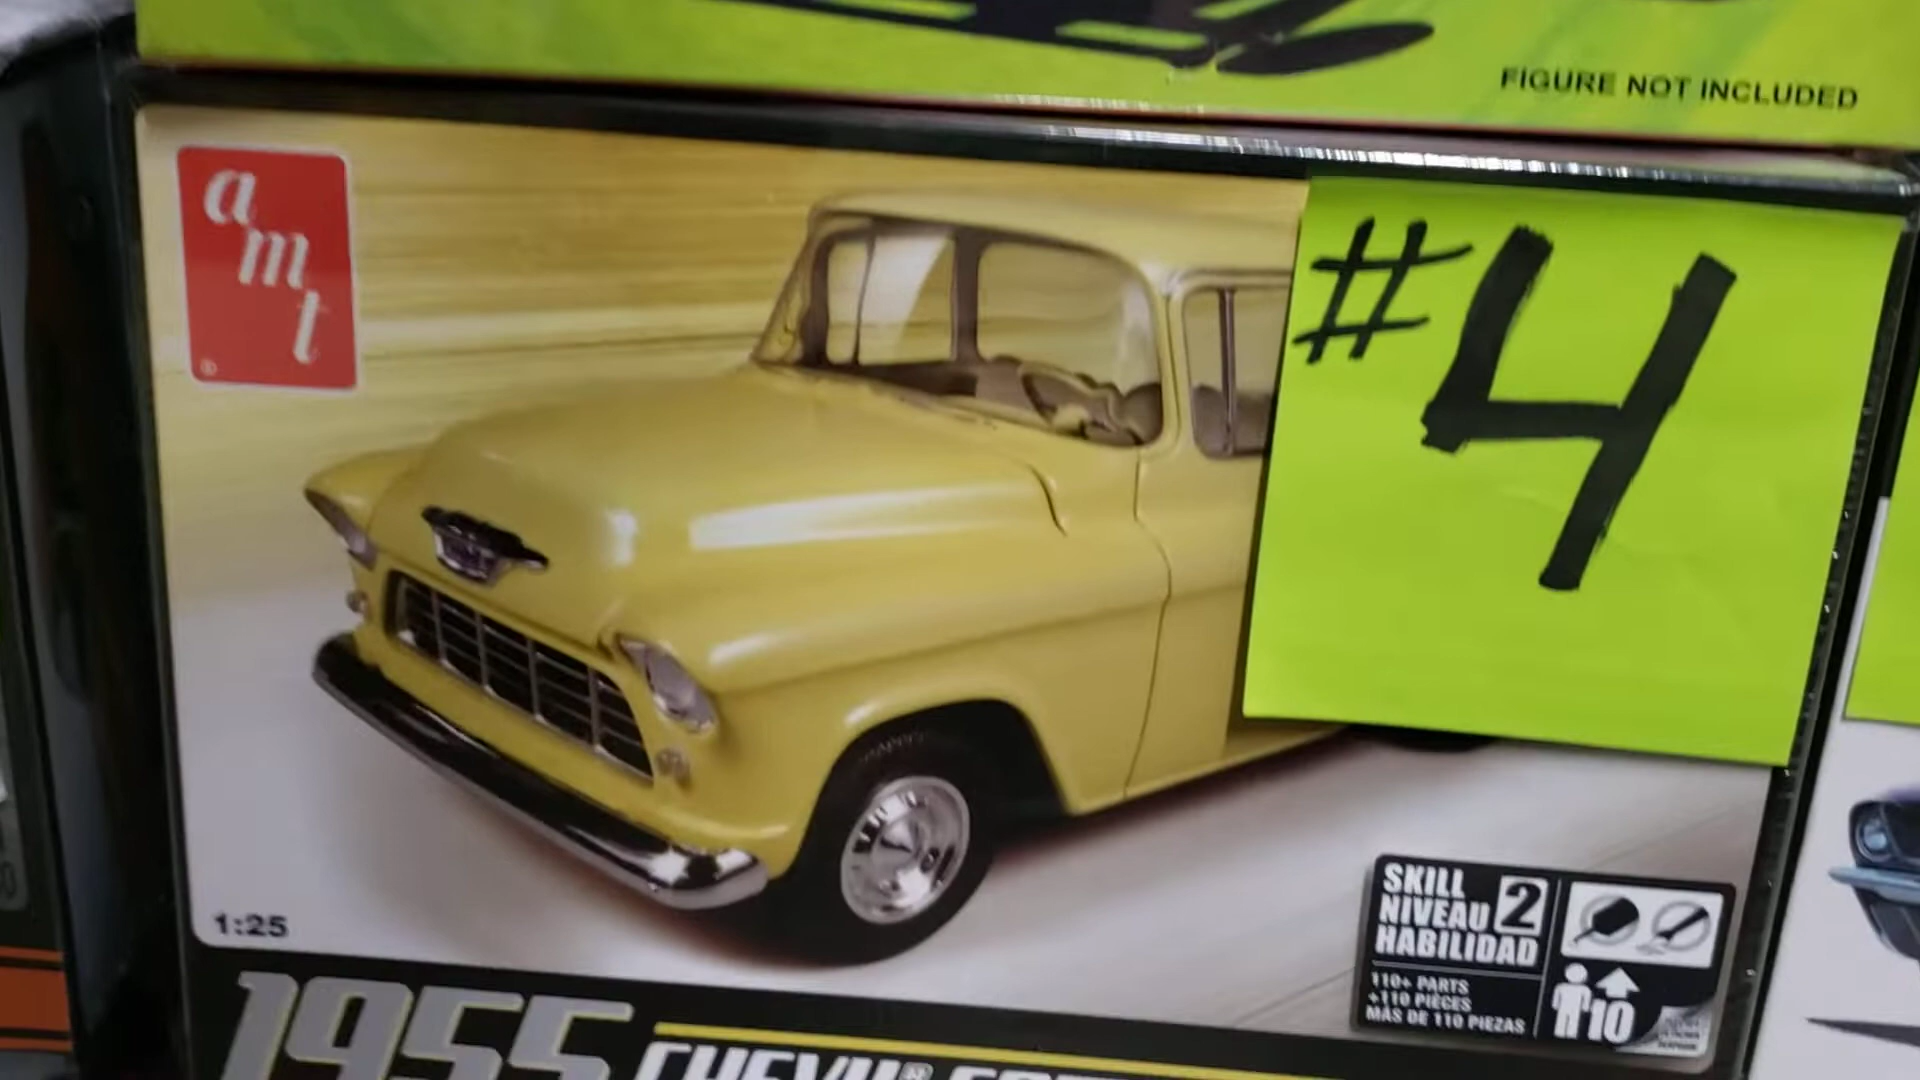 FIGURE NOT INCLUDED
amt
#4
1:25
SKILL 2
NIVEAU
HABILIDAD
110+ PARTS
+110 PIÈCES
MÁS DE 110 PIEZAS
10
1955
CHEVY®